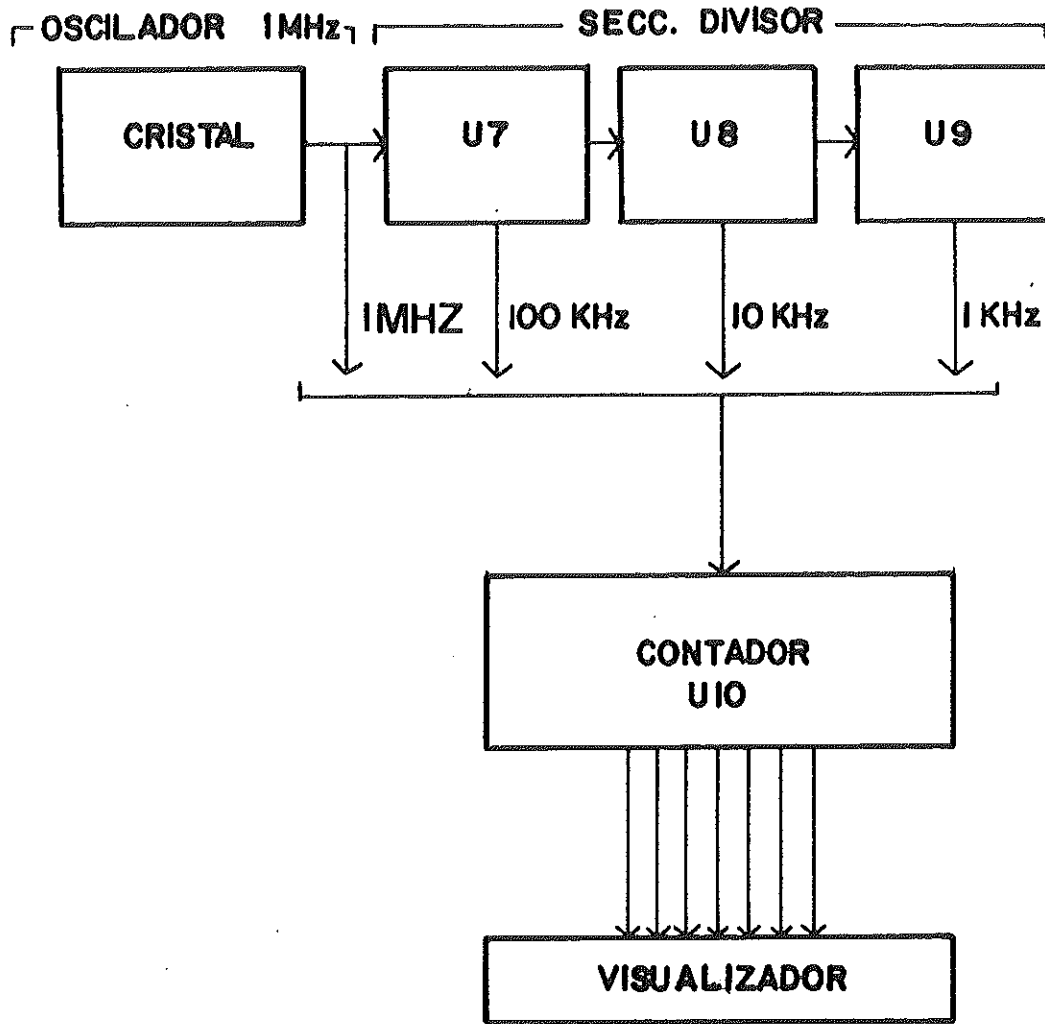 OSCILADOR 1MHz
SECC. DIVISOR
CRISTAL
U7
U8
U9
1MHZ
100 KHz
10 KHz
1 KHz
CONTADOR
U10
VISUALIZADOR